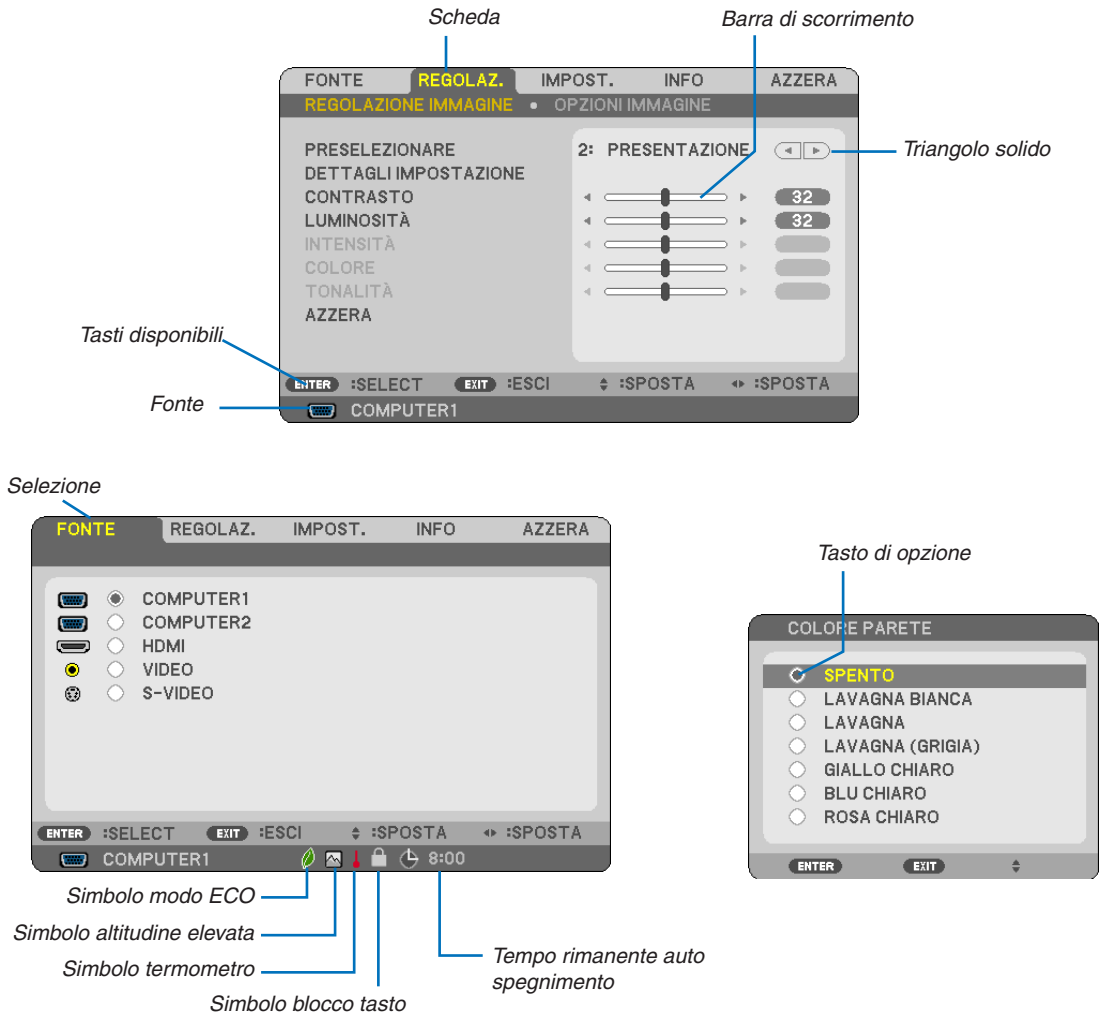 Scheda
Barra di scorrimento
FONTE REGOLAZ. IMPOST. INFO AZZERA
REGOLAZIONE IMMAGINE • OPZIONI IMMAGINE
PRESELEZIONARE 2: PRESENTAZIONE
Triangolo solido
DETTAGLI IMPOSTAZIONE
CONTRASTO 32
LUMINOSITÀ 32
INTENSITÀ
COLORE
TONALITÀ
AZZERA
Tasti disponibili
ENTER :SELECT EXIT :ESCI :SPOSTA :SPOSTA
Fonte
COMPUTER1
Selezione
FONTE REGOLAZ. IMPOST. INFO AZZERA
COMPUTER1
COMPUTER2
HDMI
VIDEO
S-VIDEO
ENTER :SELECT EXIT :ESCI :SPOSTA :SPOSTA
COMPUTER1 8:00
Simbolo modo ECO
Simbolo altitudine elevata
Simbolo termometro
Simbolo blocco tasto
Tempo rimanente auto
spegnimento
Tasto di opzione
COLORE PARETE
SPENTO
LAVAGNA BIANCA
LAVAGNA
LAVAGNA (GRIGIA)
GIALLO CHIARO
BLU CHIARO
ROSA CHIARO
ENTER EXIT